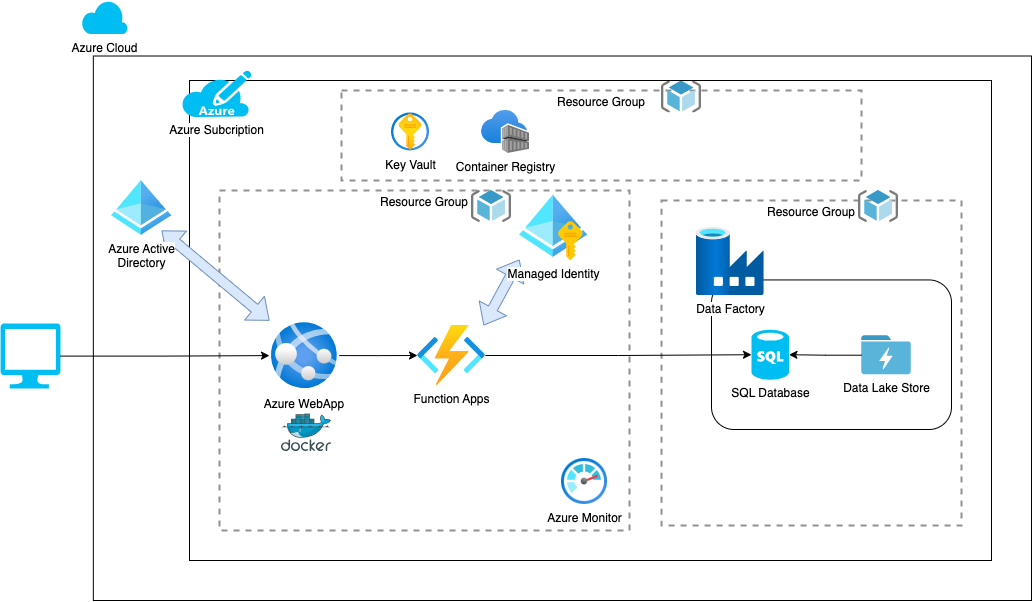 Azure Cloud
Azure
Azure Subcription
Resource Group
Key Vault
Container Registry
Resource Group
Managed Identity
Resource Group
Azure Active
Directory
Data Factory
SQL
SQL Database
Data Lake Store
Azure WebApp
docker
Function Apps
Azure Monitor